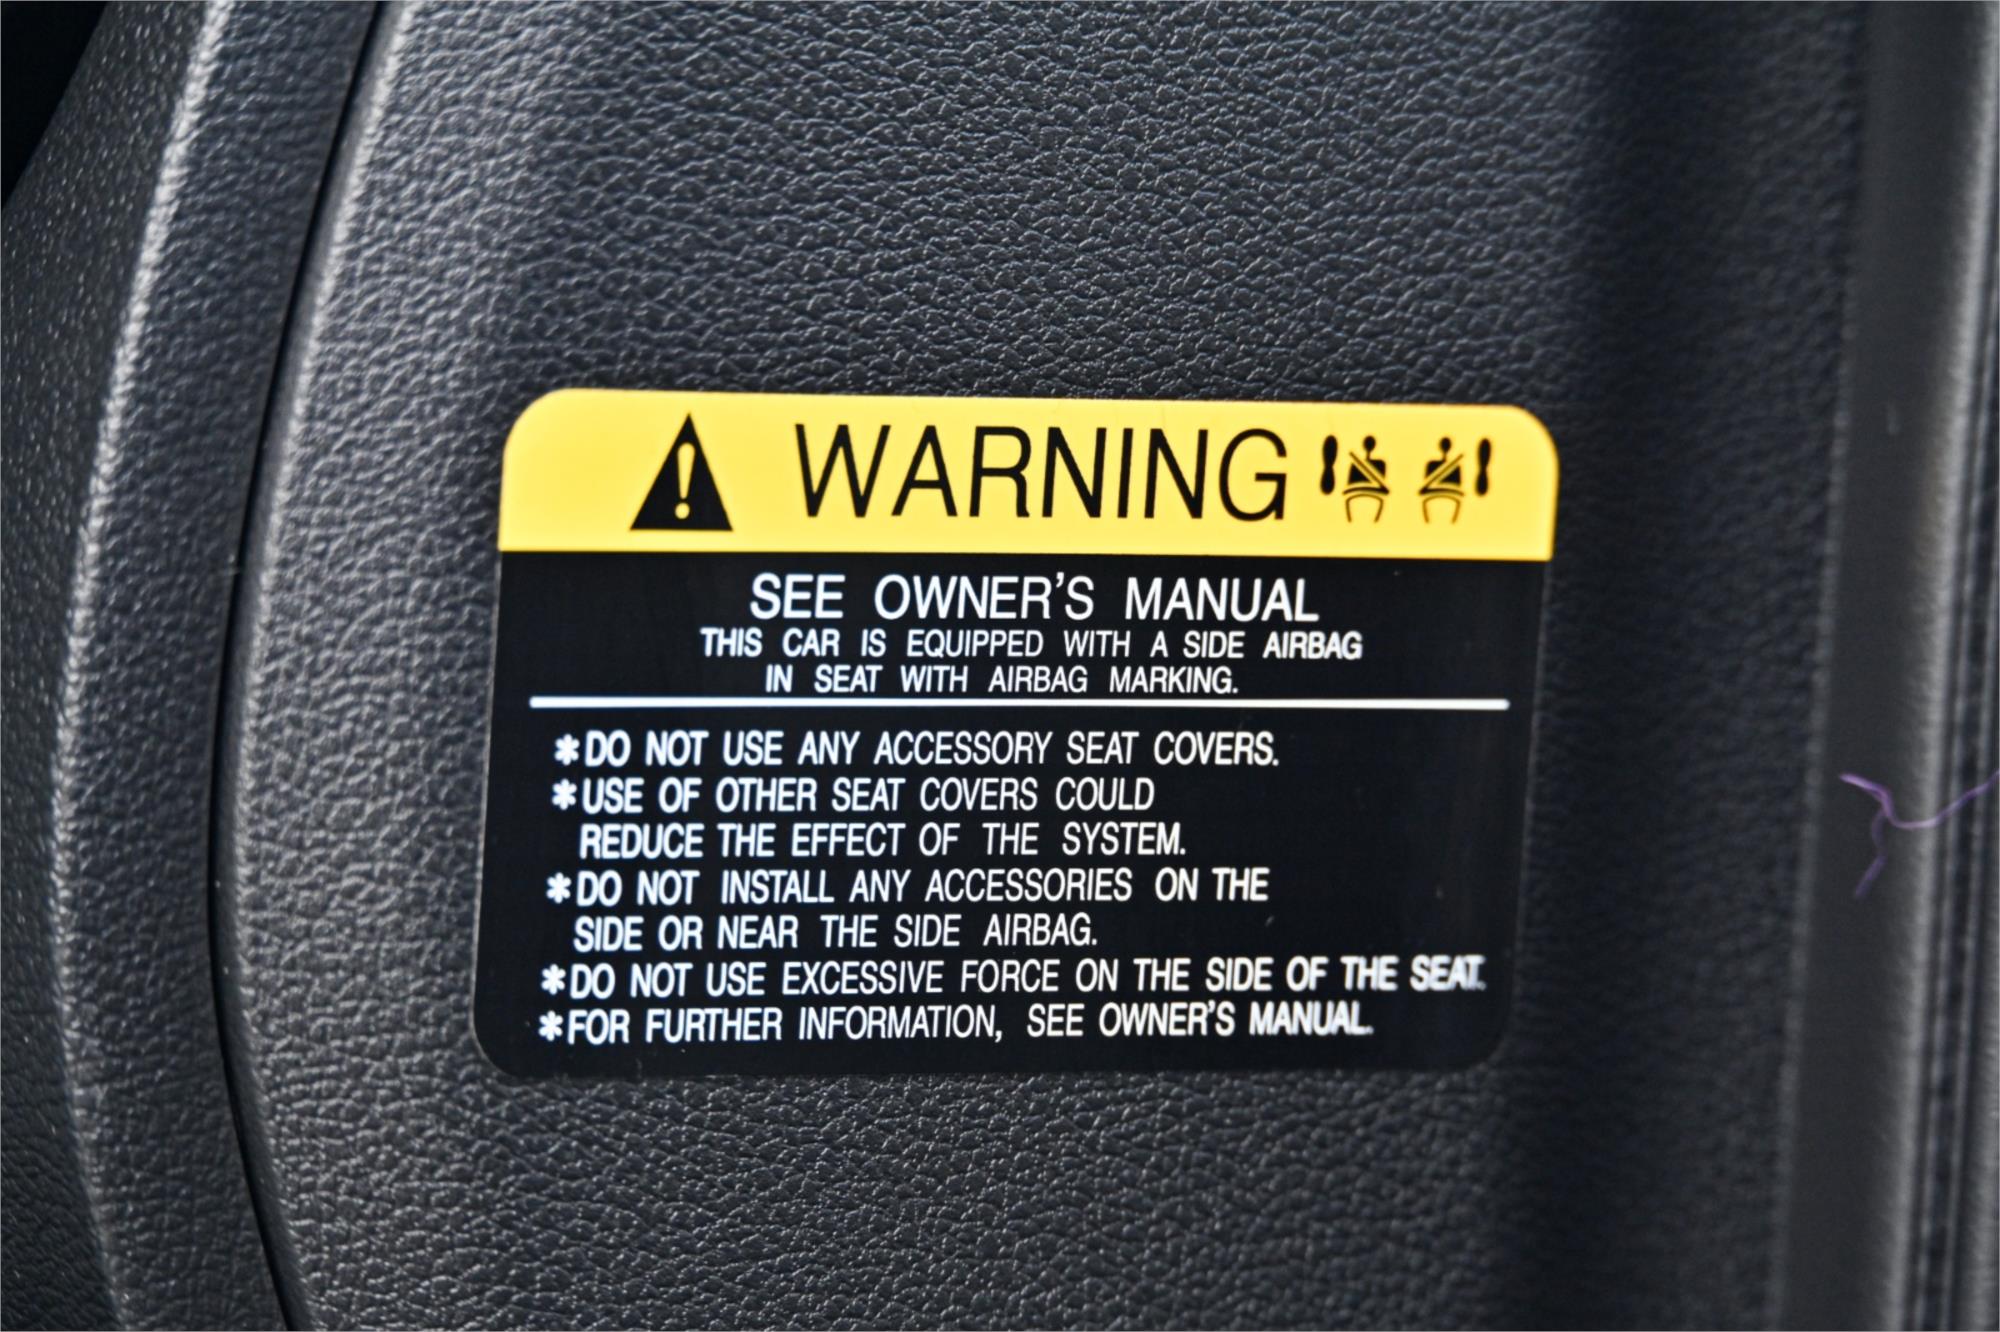 WARNING
SEE OWNER'S MANUAL
THIS CAR IS EQUIPPED WITH A SIDE AIRBAG
IN SEAT WITH AIRBAG MARKING.
*DO NOT USE ANY ACCESSORY SEAT COVERS.
*USE OF OTHER SEAT COVERS COULD
REDUCE THE EFFECT OF THE SYSTEM.
*DO NOT INSTALL ANY ACCESSORIES ON THE
SIDE OR NEAR THE SIDE AIRBAG.
*DO NOT USE EXCESSIVE FORCE ON THE SIDE OF THE SEAT.
*FOR FURTHER INFORMATION, SEE OWNER'S MANUAL.